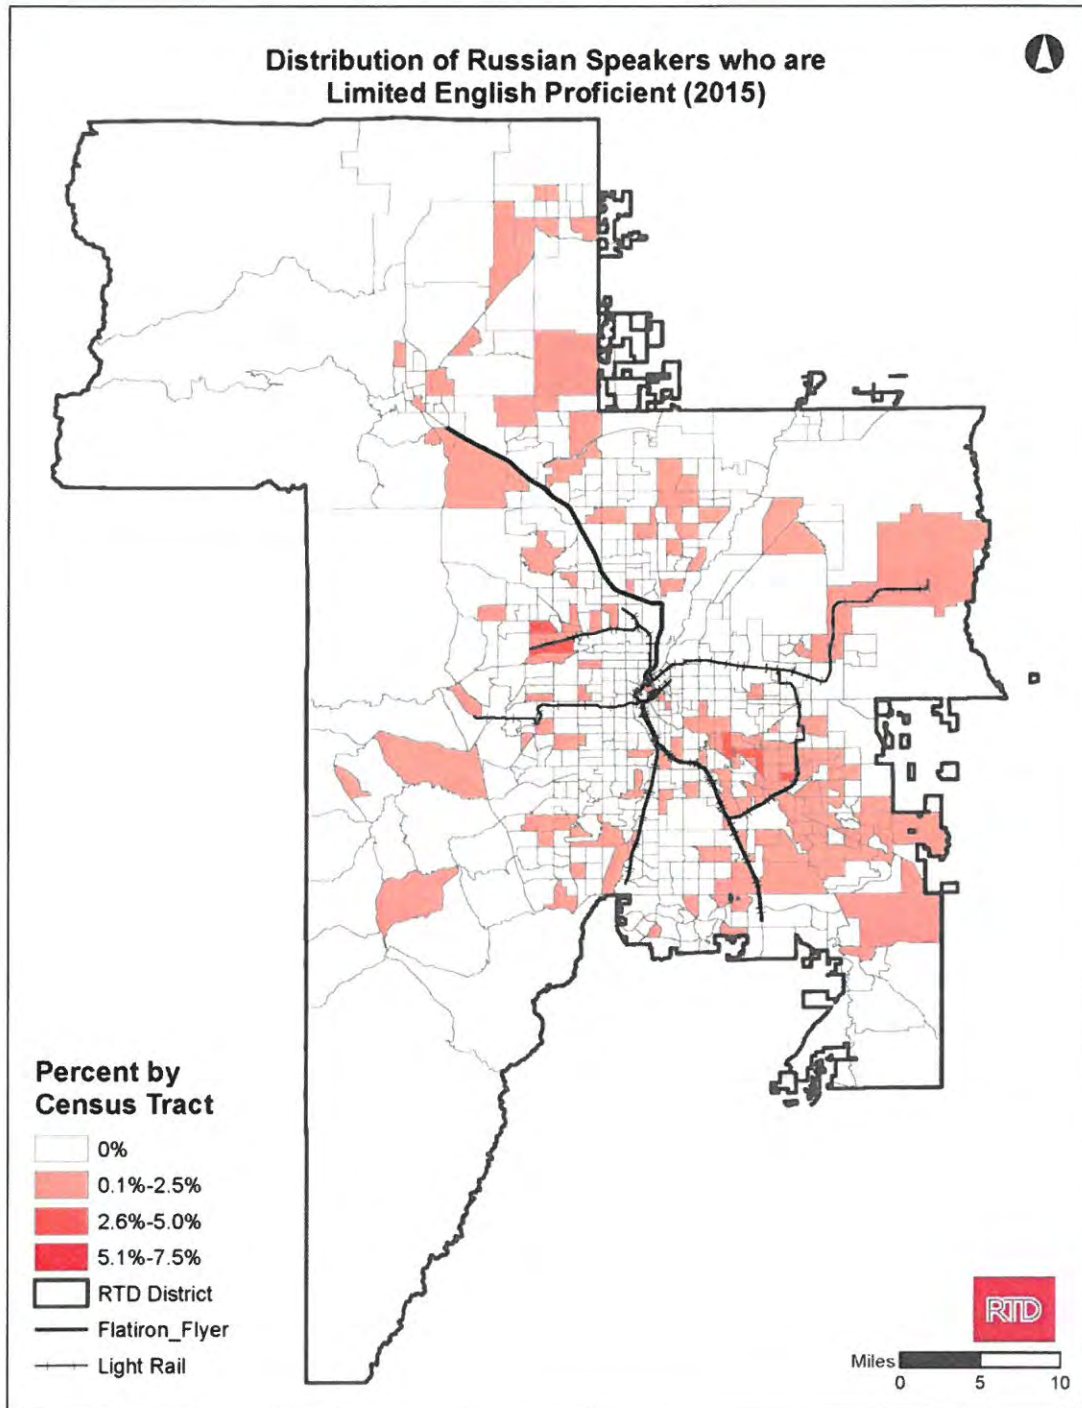 Distribution of Russian Speakers who are
Limited English Proficient (2015)
Percent by
Census Tract
0%
0.1%-2.5%
2.6%-5.0%
5.1%-7.5%
RTD District
Flatiron_Flyer
Light Rail
RTD
Miles
0 5 10